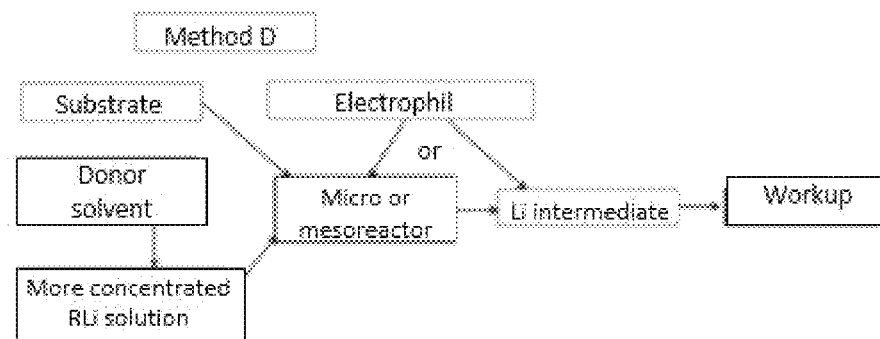 Method D
Substrate
Electrophil
or
Donor
solvent
Micro or
mesoreactor
Li intermediate
Workup
More concentrated
RLi solution